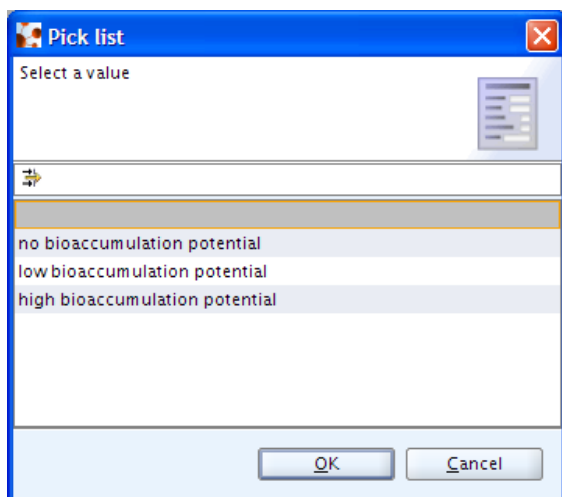 Pick list
Select a value
no bioaccumulation potential
low bioaccumulation potential
high bioaccumulation potential
OK
Cancel